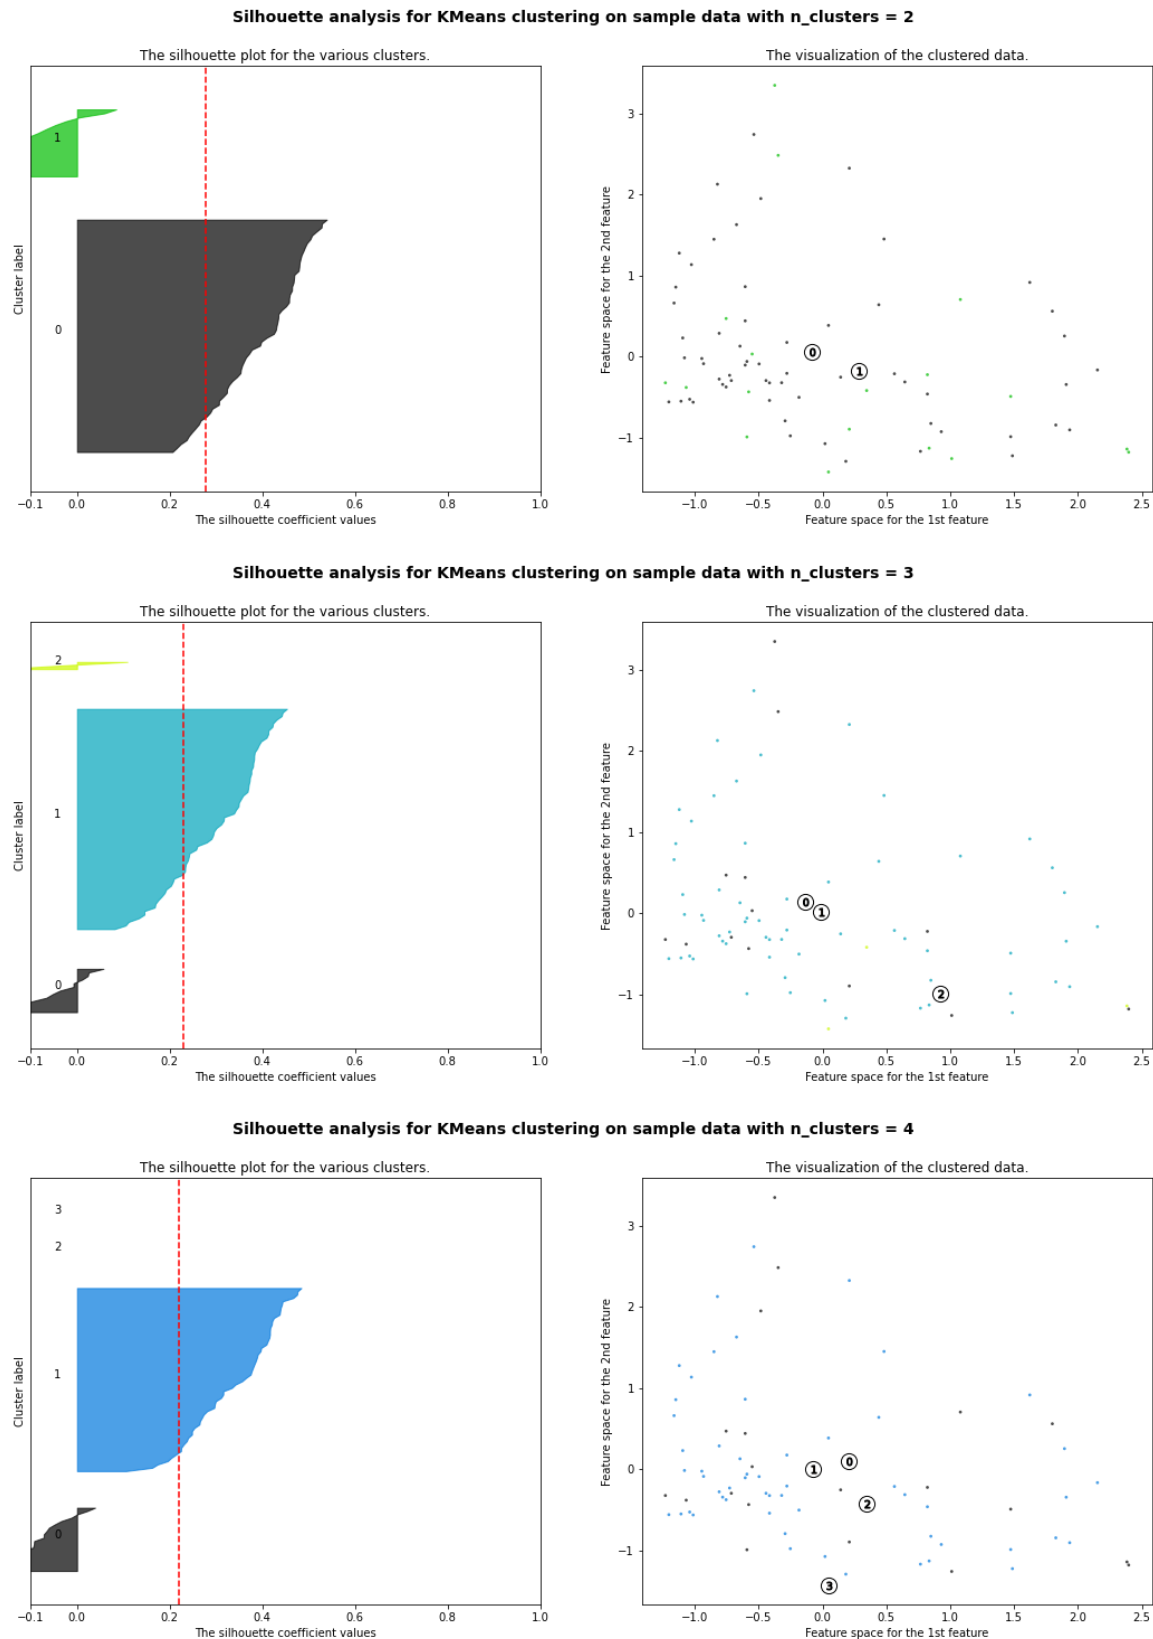 Silhouette analysis for KMeans clustering on sample data with n_clusters = 2
The silhouette plot for the various clusters.
Cluster label
1
0
−0.1 0.0 0.2 0.4 0.6 0.8 1.0
The silhouette coefficient values
The visualization of the clustered data.
Feature space for the 2nd feature
3
2
1
0
−1
0
1
−1.0 −0.5 0.0 0.5 1.0 1.5 2.0 2.5
Feature space for the 1st feature
Silhouette analysis for KMeans clustering on sample data with n_clusters = 3
The silhouette plot for the various clusters.
Cluster label
2
1
0
−0.1 0.0 0.2 0.4 0.6 0.8 1.0
The silhouette coefficient values
The visualization of the clustered data.
Feature space for the 2nd feature
3
2
1
0
−1
0
1
2
−1.0 −0.5 0.0 0.5 1.0 1.5 2.0 2.5
Feature space for the 1st feature
Silhouette analysis for KMeans clustering on sample data with n_clusters = 4
The silhouette plot for the various clusters.
Cluster label
3
2
1
0
−0.1 0.0 0.2 0.4 0.6 0.8 1.0
The silhouette coefficient values
The visualization of the clustered data.
Feature space for the 2nd feature
3
2
1
0
−1
1
0
2
3
−1.0 −0.5 0.0 0.5 1.0 1.5 2.0 2.5
Feature space for the 1st feature